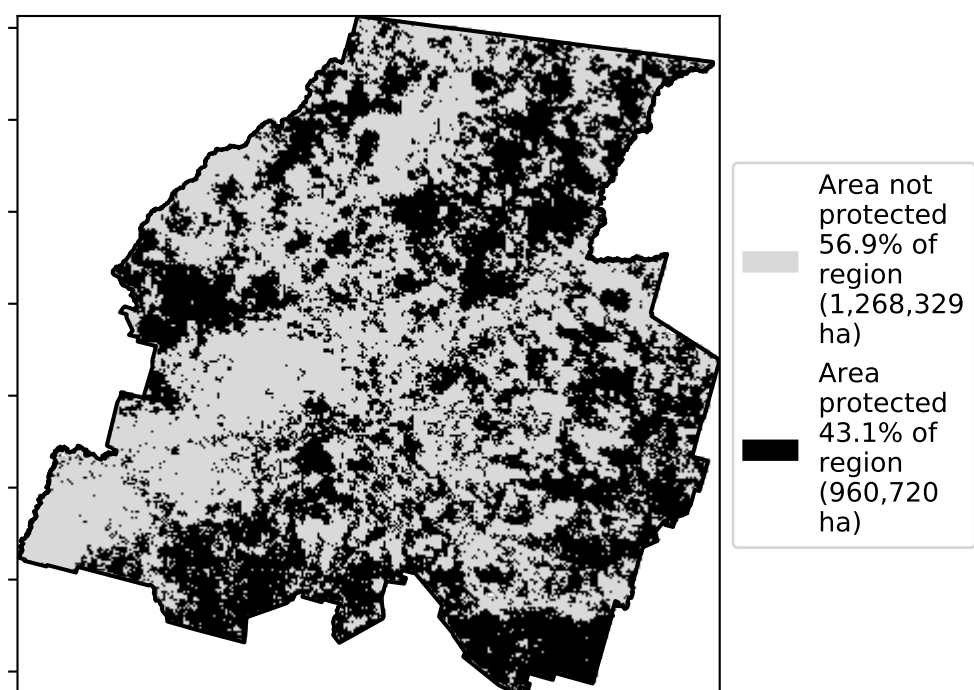 Area not
protected
56.9% of
region
(1,268,329
ha)
Area
protected
43.1% of
region
(960,720
ha)